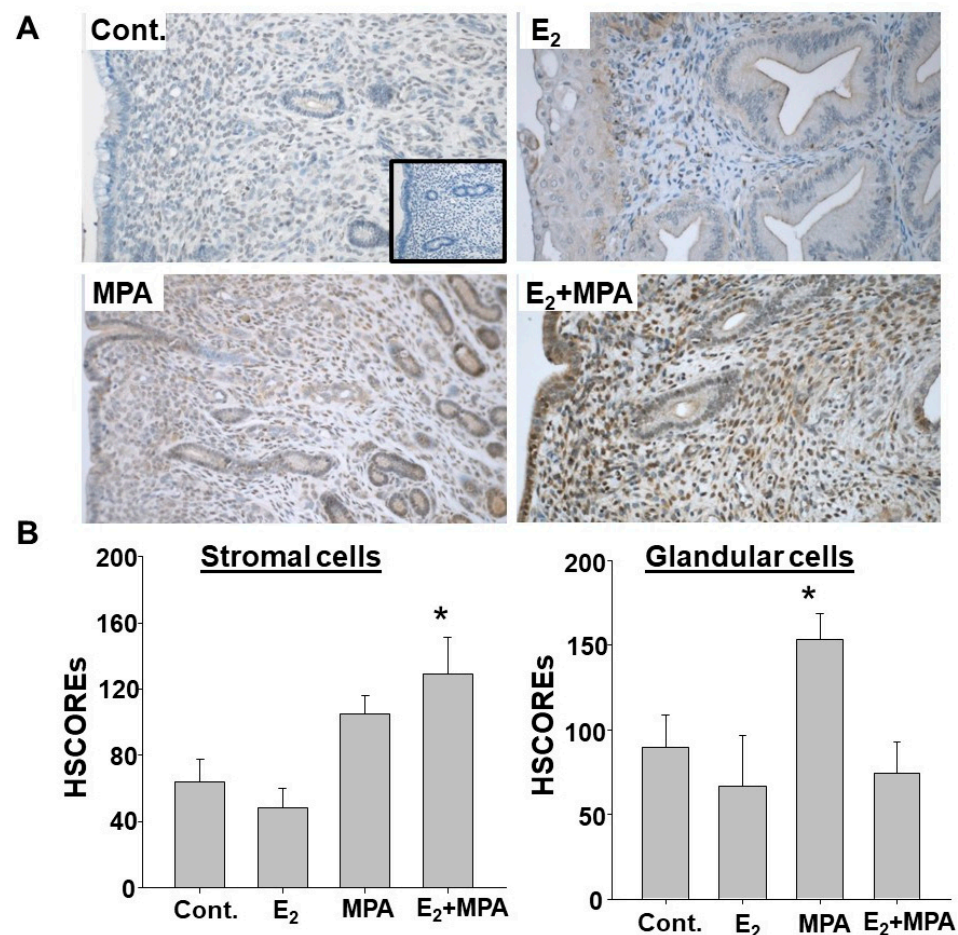 A
Cont.
E₂
MPA
E₂+MPA
B
Stromal cells
HSCOREs
200
160
120
80
40
0
*
Cont. E₂ MPA E₂+MPA
Glandular cells
HSCOREs
200
150
100
50
0
*
Cont. E₂ MPA E₂+MPA